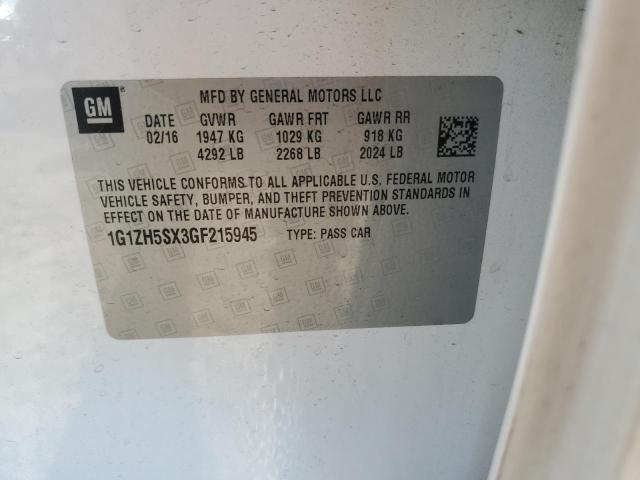 GM ®
MFD BY GENERAL MOTORS LLC
DATE GVWR GAWR FRT GAWR RR
02/16 1947 KG 1029 KG 918 KG
4292 LB 2268 LB 2024 LB
THIS VEHICLE CONFORMS TO ALL APPLICABLE U.S. FEDERAL MOTOR
VEHICLE SAFETY, BUMPER, AND THEFT PREVENTION STANDARDS IN
EFFECT ON THE DATE OF MANUFACTURE SHOWN ABOVE.
1G1ZH5SX3GF215945 TYPE: PASS CAR